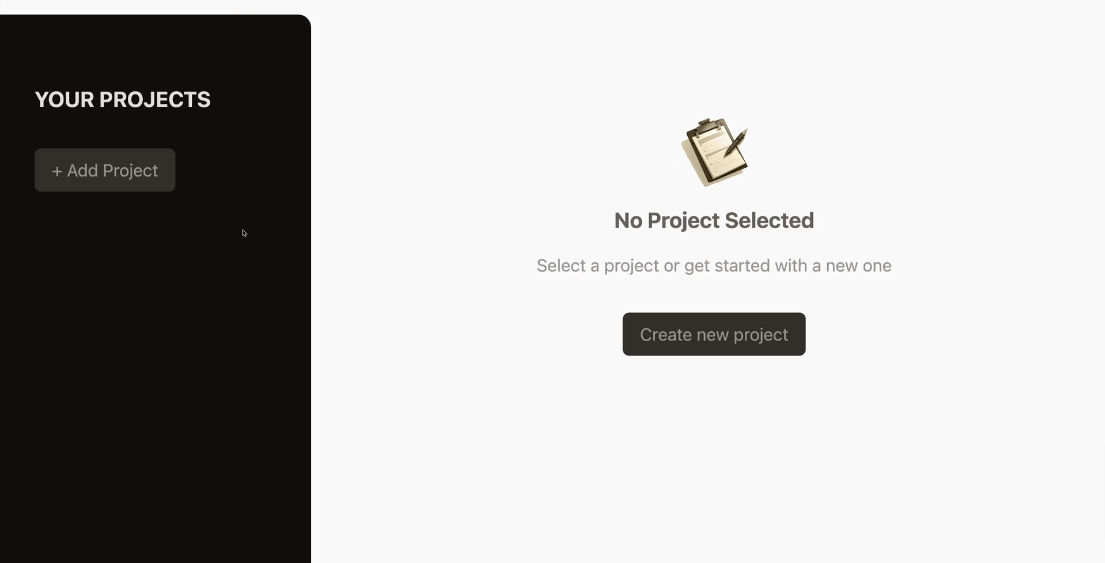 YOUR PROJECTS
+ Add Project
No Project Selected
Select a project or get started with a new one
Create new project